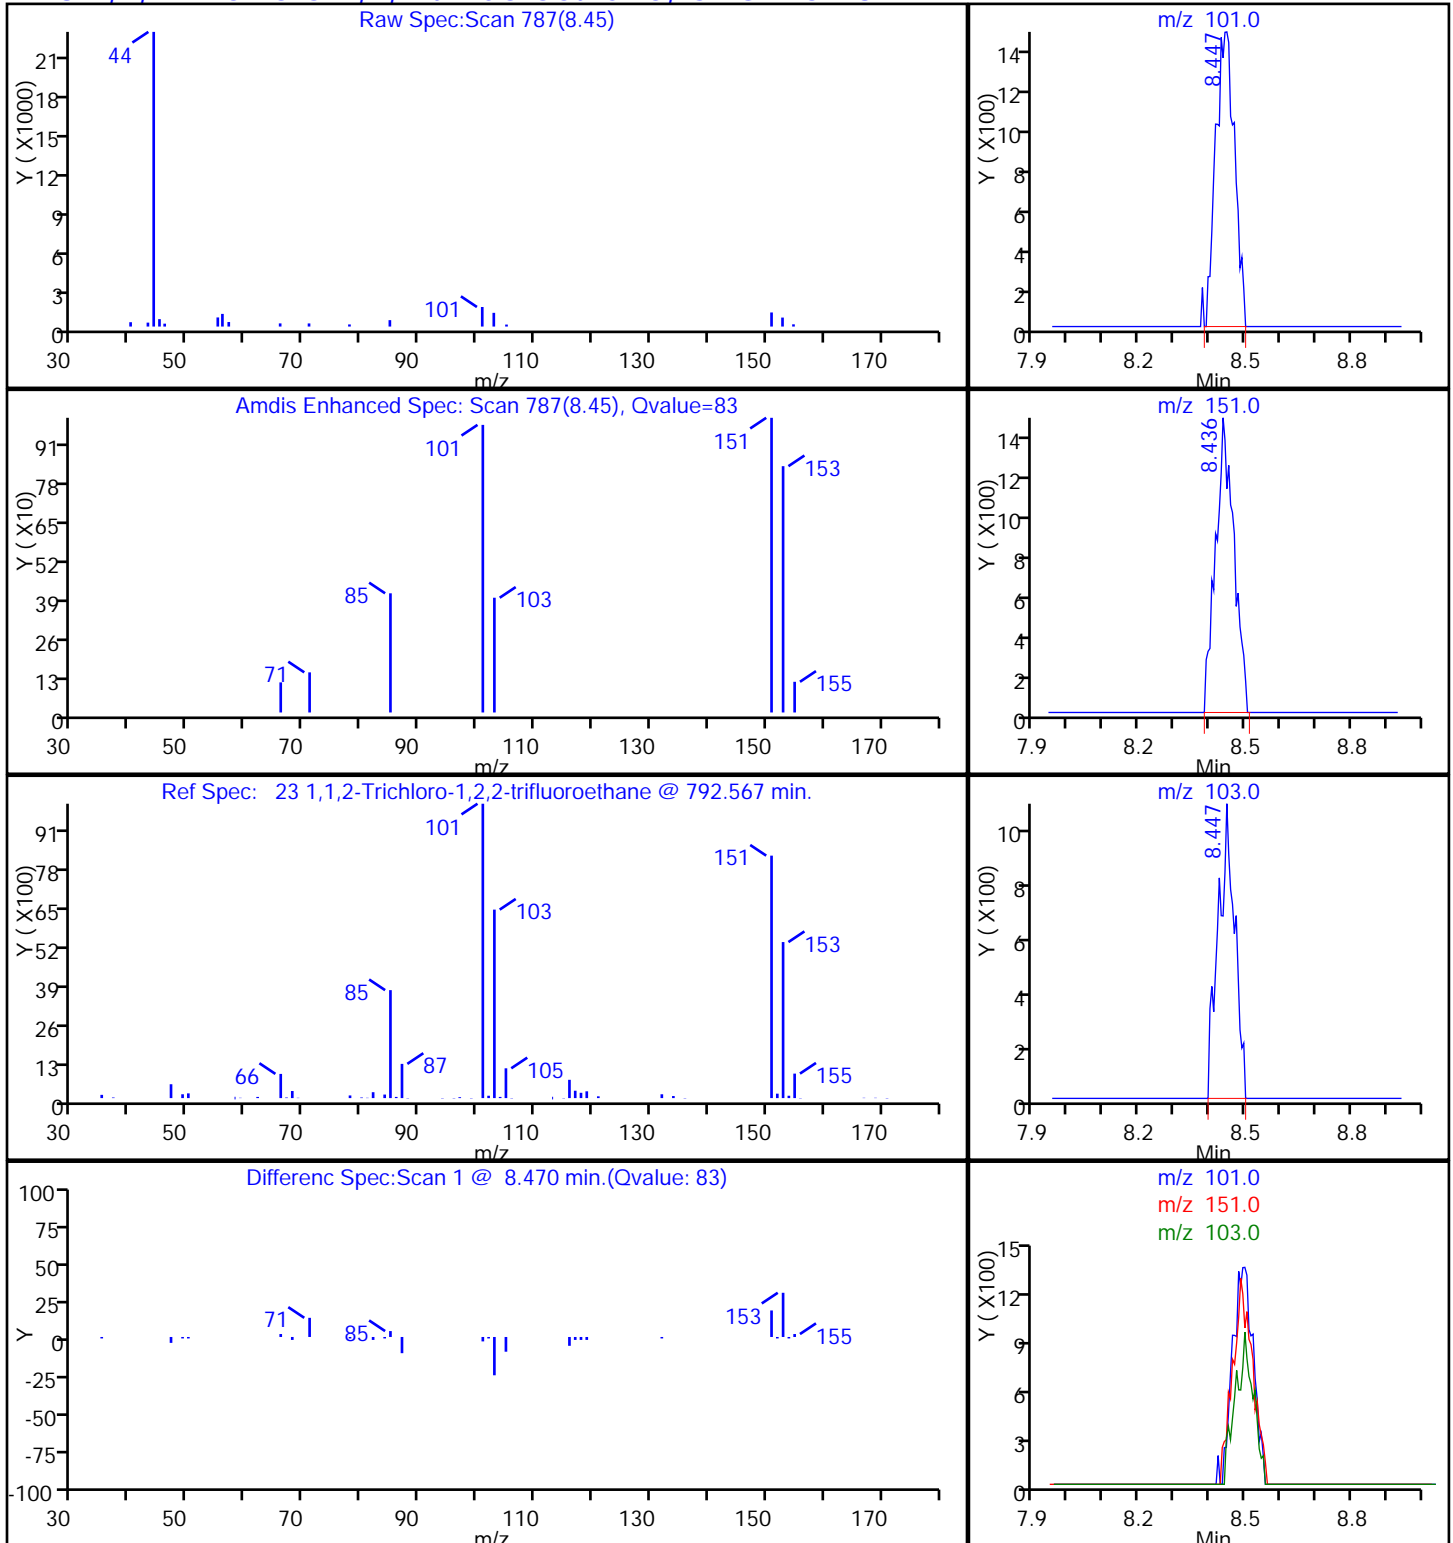 Raw Spec:Scan 787(8.45)
44
101
Y ( X1000)
21
18
15
12
9
6
3
0
30 50 70 90 110 130 150 170
m/z
m/z 101.0
8.447
Y ( X100)
14
12
10
8
6
4
2
0
7.9 8.2 8.5 8.8
Min
Amdis Enhanced Spec: Scan 787(8.45), Qvalue=83
71
85
101
103
151
153
155
Y ( X10)
91
78
65
52
39
26
13
0
30 50 70 90 110 130 150 170
m/z
m/z 151.0
8.436
Y ( X100)
14
12
10
8
6
4
2
0
7.9 8.2 8.5 8.8
Min
Ref Spec: 23 1,1,2-Trichloro-1,2,2-trifluoroethane @ 792.567 min.
66
85
87
101
103
105
151
153
155
Y ( X100)
91
78
65
52
39
26
13
0
30 50 70 90 110 130 150 170
m/z
m/z 103.0
8.447
Y ( X100)
10
8
6
4
2
0
7.9 8.2 8.5 8.8
Min
Differenc Spec:Scan 1 @ 8.470 min.(Qvalue: 83)
71
85
153
155
Y
100
75
50
25
0
-25
-50
-75
-100
30 50 70 90 110 130 150 170
m/z
m/z 101.0
m/z 151.0
m/z 103.0
Y ( X100)
15
12
9
6
3
0
7.9 8.2 8.5 8.8
Min